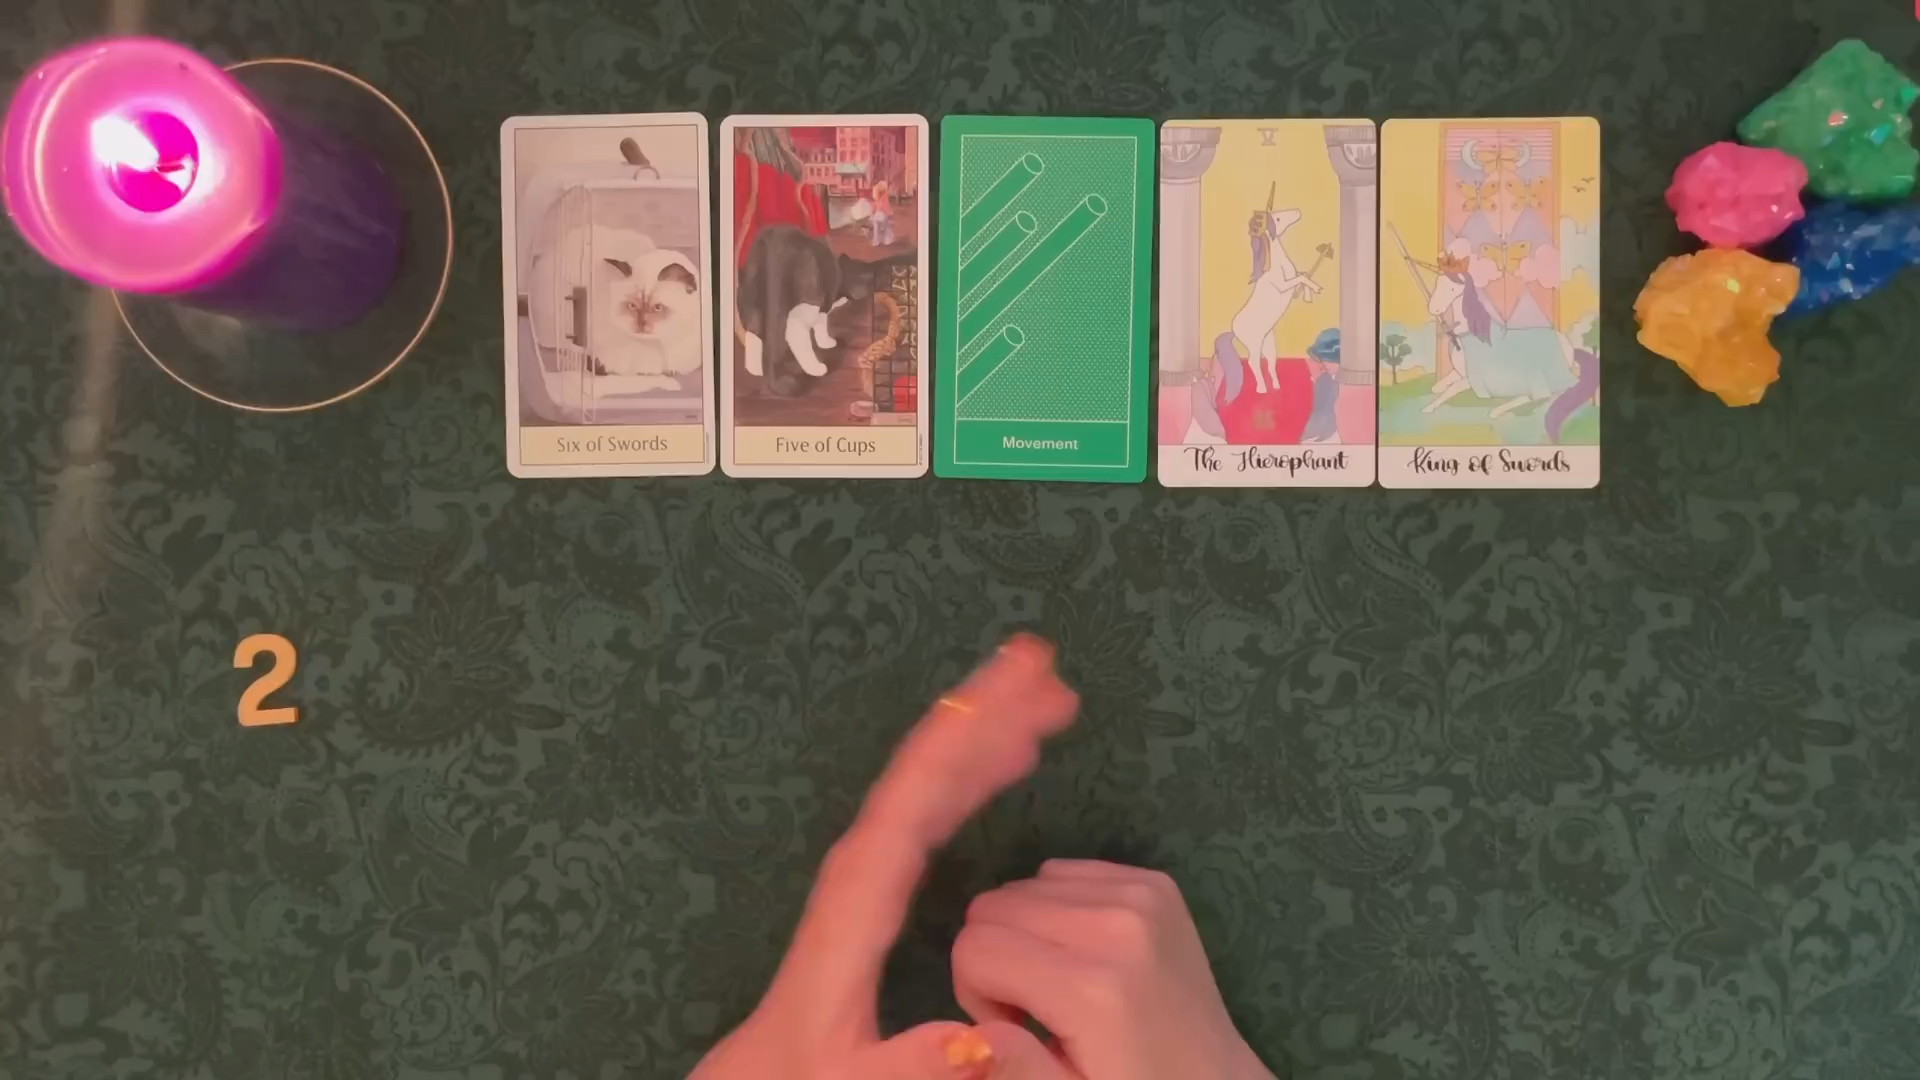 Six of Swords
Five of Cups
Movement
V
The Hierophant
King of Swords
2